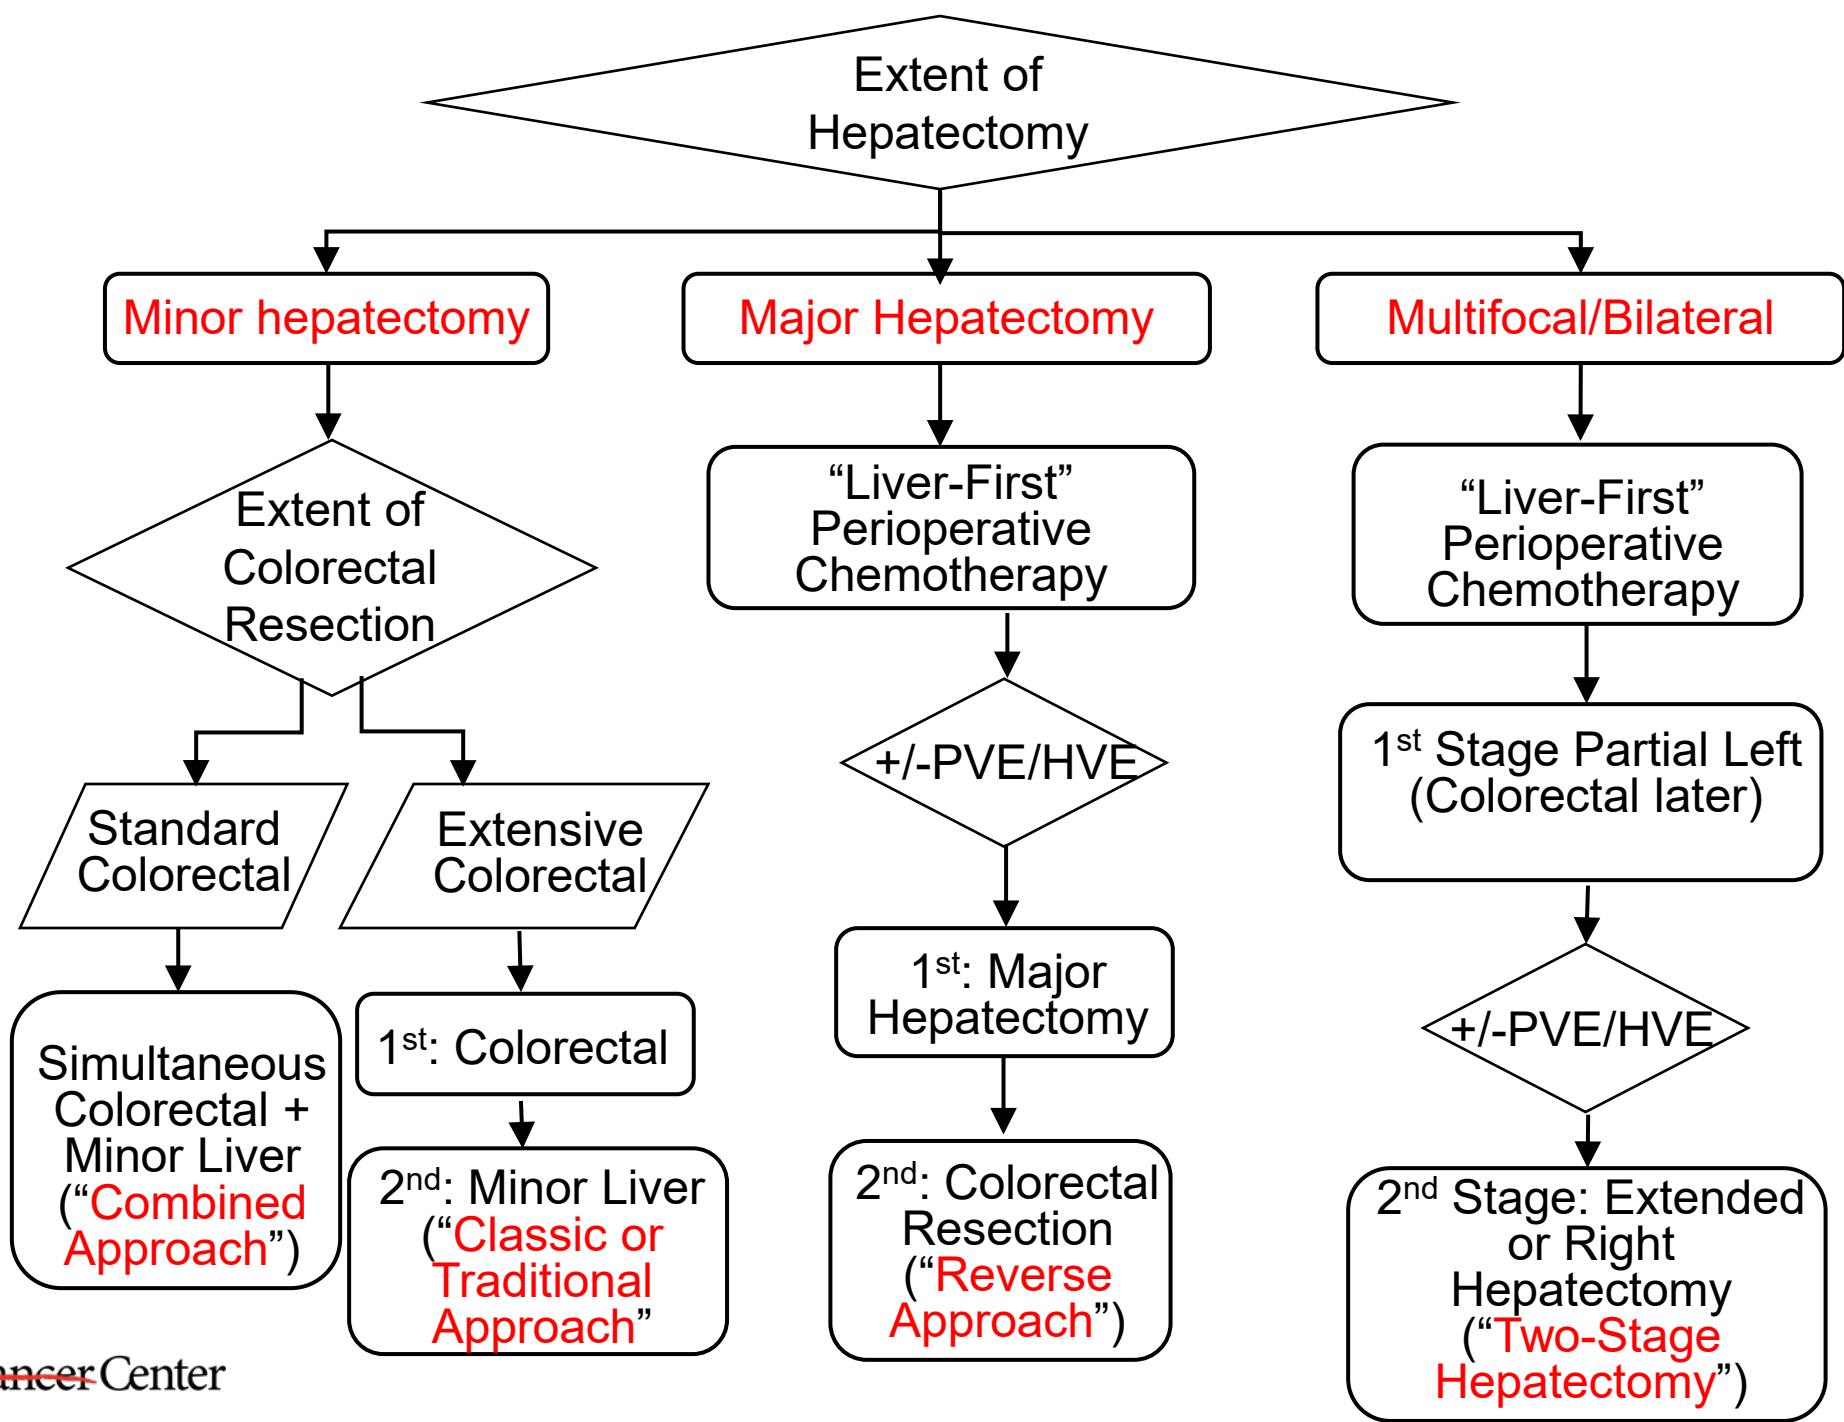 Extent of
Hepatectomy
Minor hepatectomy
Major Hepatectomy
Multifocal/Bilateral
Extent of
Colorectal
Resection
“Liver-First”
Perioperative
Chemotherapy
“Liver-First”
Perioperative
Chemotherapy
+/-PVE/HVE
1st Stage Partial Left
(Colorectal later)
Standard
Colorectal
Extensive
Colorectal
1st: Major
Hepatectomy
+/-PVE/HVE
Simultaneous
Colorectal +
Minor Liver
(“Combined
Approach”)
1st: Colorectal
2nd: Minor Liver
(“Classic or
Traditional
Approach”
2nd: Colorectal
Resection
(“Reverse
Approach”)
2nd Stage: Extended
or Right
Hepatectomy
(“Two-Stage
Hepatectomy”)
ancer Center